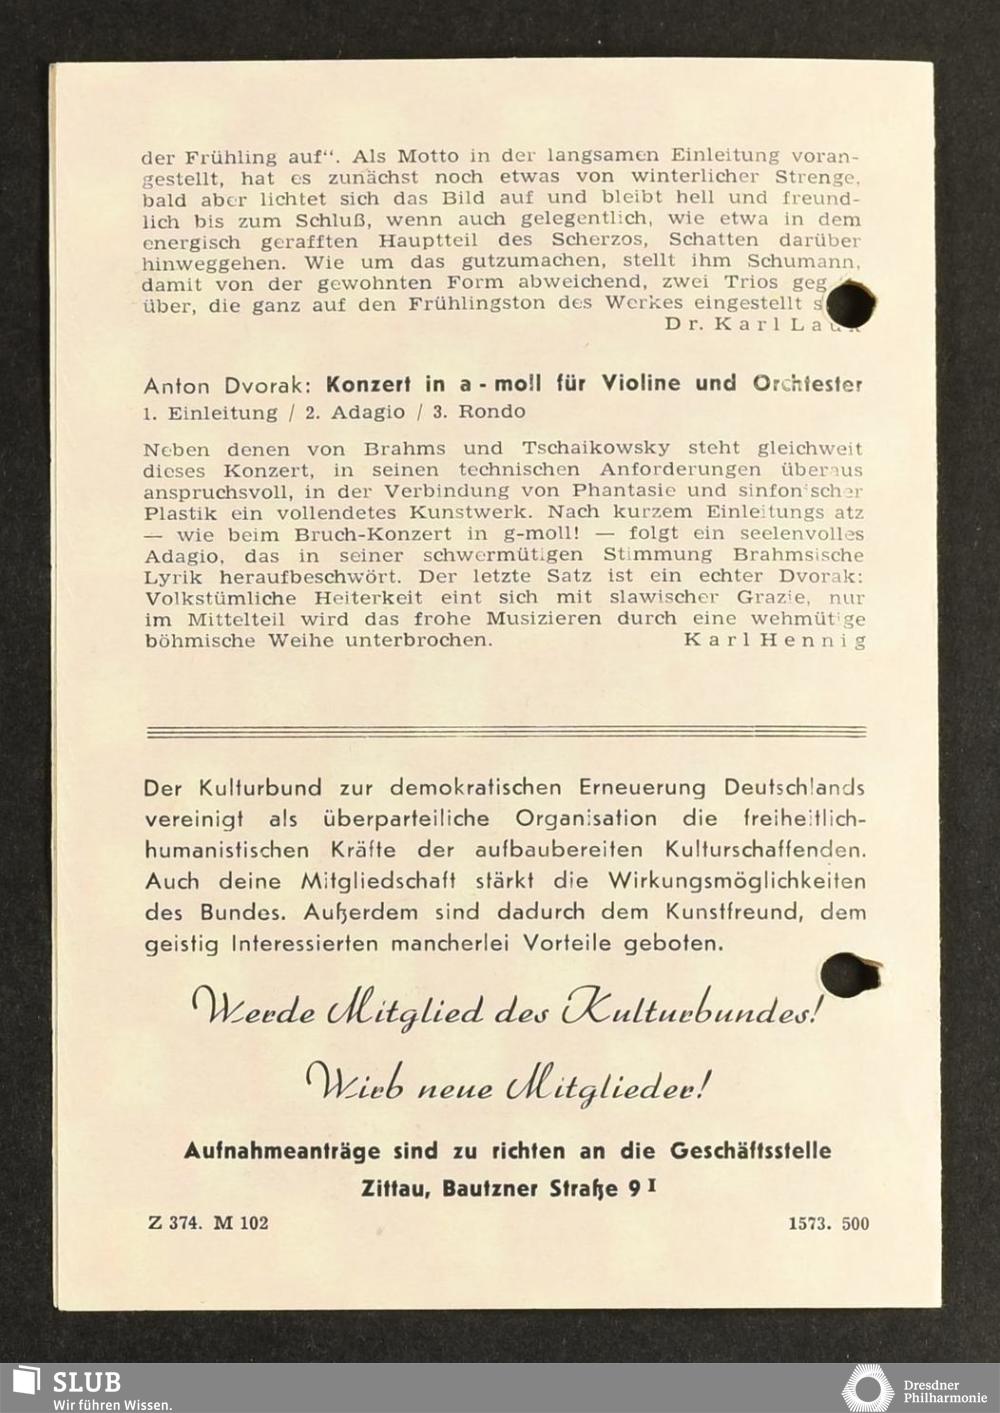 der Frühling auf“. Als Motto in der langsamen Einleitung voran-
gestellt, hat es zunächst noch etwas von winterlicher Strenge,
bald aber lichtet sich das Bild auf und bleibt hell und freund-
lich bis zum Schluß, wenn auch gelegentlich, wie etwa in dem
energisch gerafften Hauptteil des Scherzos, Schatten darüber
hinweggehen. Wie um das gutzumachen, stellt ihm Schumann,
damit von der gewohnten Form abweichend, zwei Trios geg
über, die ganz auf den Frühlingston des Werkes eingestellt s
Dr. Karl Laux
Anton Dvorak: Konzert in a-moll für Violine und Orchtester
1. Einleitung / 2. Adagio / 3. Rondo
Neben denen von Brahms und Tschaikowsky steht gleichweit
dieses Konzert, in seinen technischen Anforderungen überaus
anspruchsvoll, in der Verbindung von Phantasie und sinfonischer
Plastik ein vollendetes Kunstwerk. Nach kurzem Einleitungs atz
— wie beim Bruch-Konzert in g-moll! — folgt ein seelenvolles
Adagio, das in seiner schwermütigen Stimmung Brahmsische
Lyrik heraufbeschwört. Der letzte Satz ist ein echter Dvorak:
Volkstümliche Heiterkeit eint sich mit slawischer Grazie, nur
im Mittelteil wird das frohe Musizieren durch eine wehmütige
böhmische Weihe unterbrochen. Karl Hennig
Der Kulturbund zur demokratischen Erneuerung Deutschlands
vereinigt als überparteiliche Organisation die freiheitlich-
humanistischen Kräfte der aufbaubereiten Kulturschaffenden.
Auch deine Mitgliedschaft stärkt die Wirkungsmöglichkeiten
des Bundes. Außerdem sind dadurch dem Kunstfreund, dem
geistig Interessierten mancherlei Vorteile geboten.
Werde Mitglied des Kulturbundes!
Wirb neue Mitglieder!
Aufnahmeanträge sind zu richten an die Geschäftsstelle
Zittau, Bautzner Straße 9 I
Z 374. M 102 1573. 500
SLUB
Wir führen Wissen.
Dresdner
Philharmonie